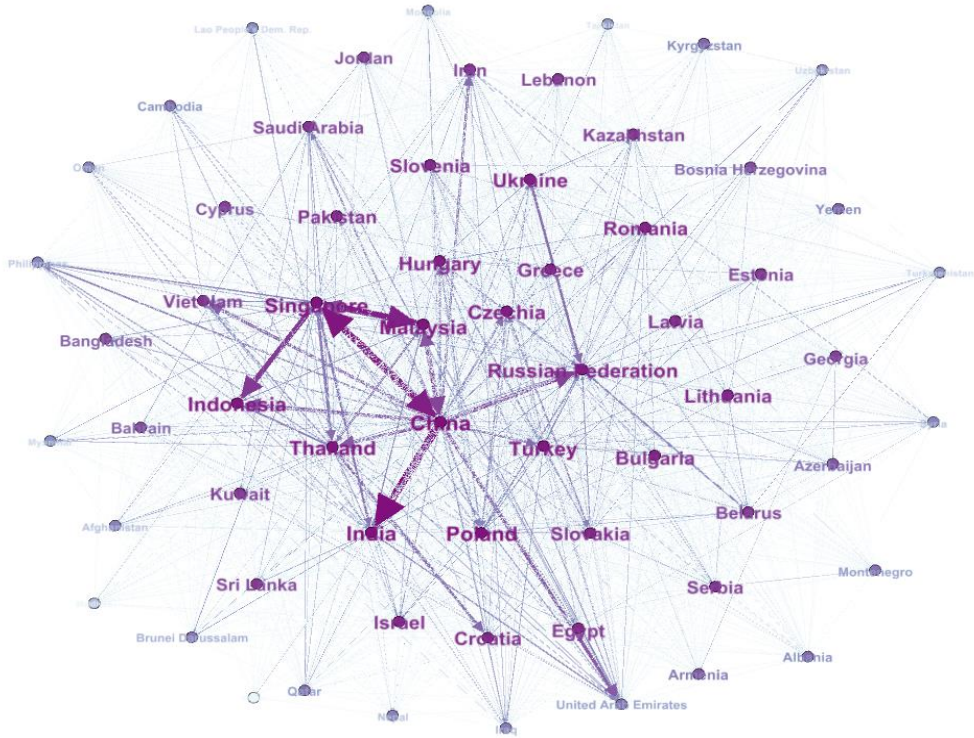 Mongolia
Lao People's Dem. Rep.
Tajikistan
Kyrgyzstan
Jordan
Iran
Lebanon
Uzbekistan
Cambodia
Saudi Arabia
Kazakhstan
Slovenia
Bosnia Herzegovina
Oman
Ukraine
Cyprus
Pakistan
Yemen
Romania
Philippines
Hungary
Greece
Estonia
Turkmenistan
Viet Nam
Singapore
Czechia
Malaysia
Latvia
Bangladesh
Georgia
Russian Federation
Lithuania
Indonesia
China
Syria
Bahrain
Myanmar
Thailand
Turkey
Bulgaria
Azerbaijan
Kuwait
Belarus
Afghanistan
India
Poland
Slovakia
Montenegro
Sri Lanka
Serbia
Israel
Croatia
Egypt
Brunei Darussalam
Albania
Armenia
Qatar
United Arab Emirates
Nepal
Iraq